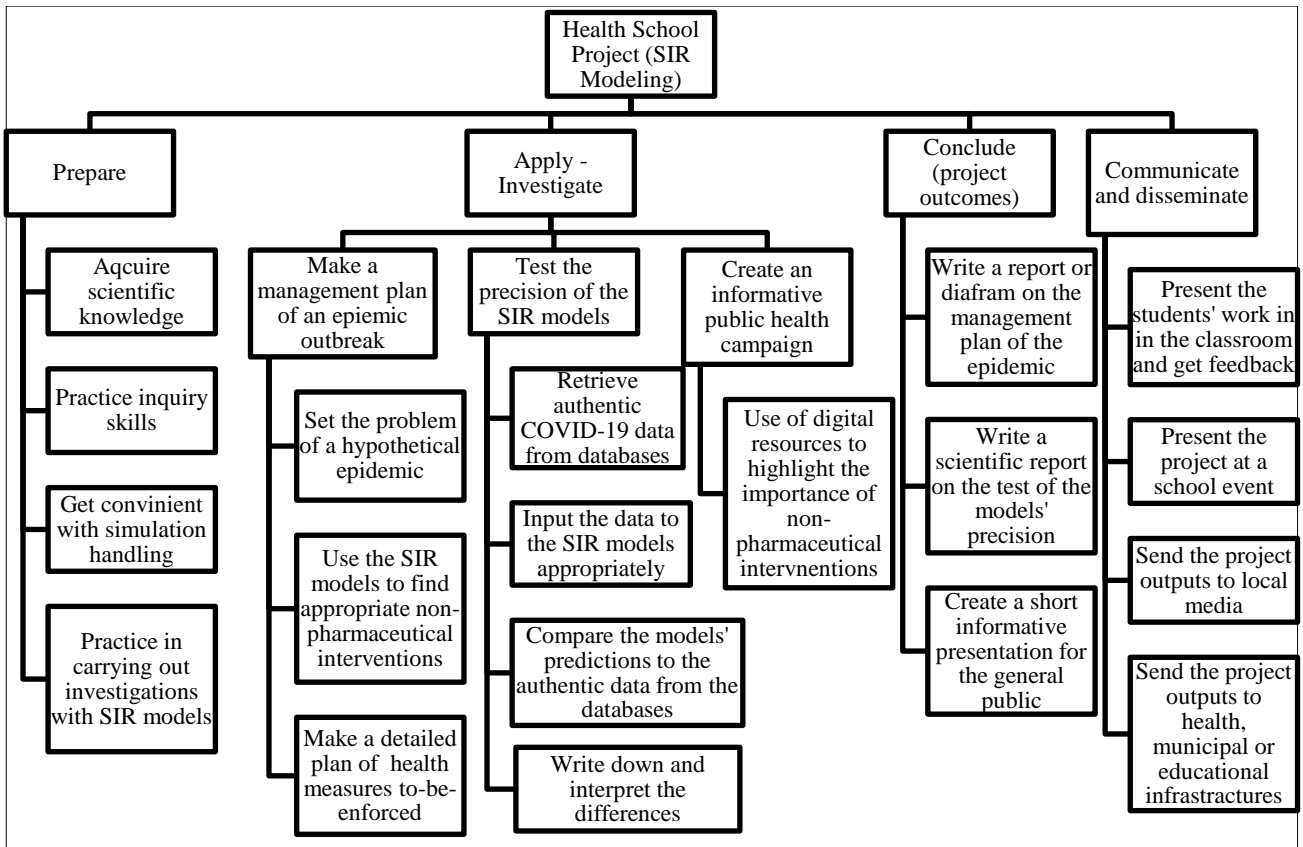 Health School
Project (SIR
Modeling)
Prepare
Aqcuire
scientific
knowledge
Practice inquiry
skills
Get convinient
with simulation
handling
Practice in
carrying out
investigations
with SIR models
Apply -
Investigate
Make a
management plan
of an epiemic
outbreak
Set the problem
of a hypothetical
epidemic
Use the SIR
models to find
appropriate non-
pharmaceutical
interventions
Make a detailed
plan of health
measures to-be-
enforced
Test the
precision of the
SIR models
Retrieve
authentic
COVID-19 data
from databases
Input the data to
the SIR models
appropriately
Compare the models'
predictions to the
authentic data from the
databases
Write down and
interpret the
differences
Create an
informative
public health
campaign
Use of digital
resources to
highlight the
importance of
non-
pharmaceutical
intervnentions
Conclude
(project
outcomes)
Write a report or
diafram on the
management
plan of the
epidemic
Write a
scientific report
on the test of the
models'
precision
Create a short
informative
presentation for
the general
public
Communicate
and disseminate
Present the
students' work in
in the classroom
and get feedback
Present the
project at a
school event
Send the project
outputs to local
media
Send the project
outputs to health,
municipal or
educational
infrastractures